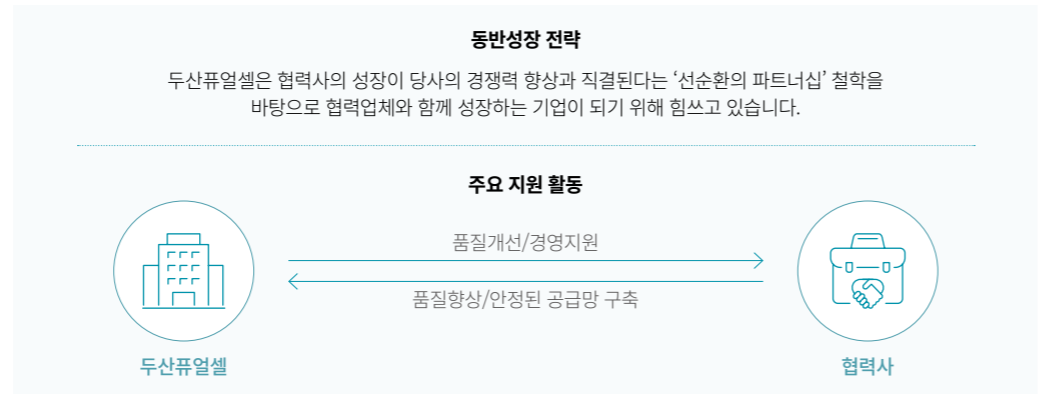 동반성장 전략
두산퓨얼셀은 협력사의 성장이 당사의 경쟁력 향상과 직결된다는 ‘선순환의 파트너십’ 철학을
바탕으로 협력업체와 함께 성장하는 기업이 되기 위해 힘쓰고 있습니다.
주요 지원 활동
품질개선/경영지원
품질향상/안정된 공급망 구축
두산퓨얼셀
협력사